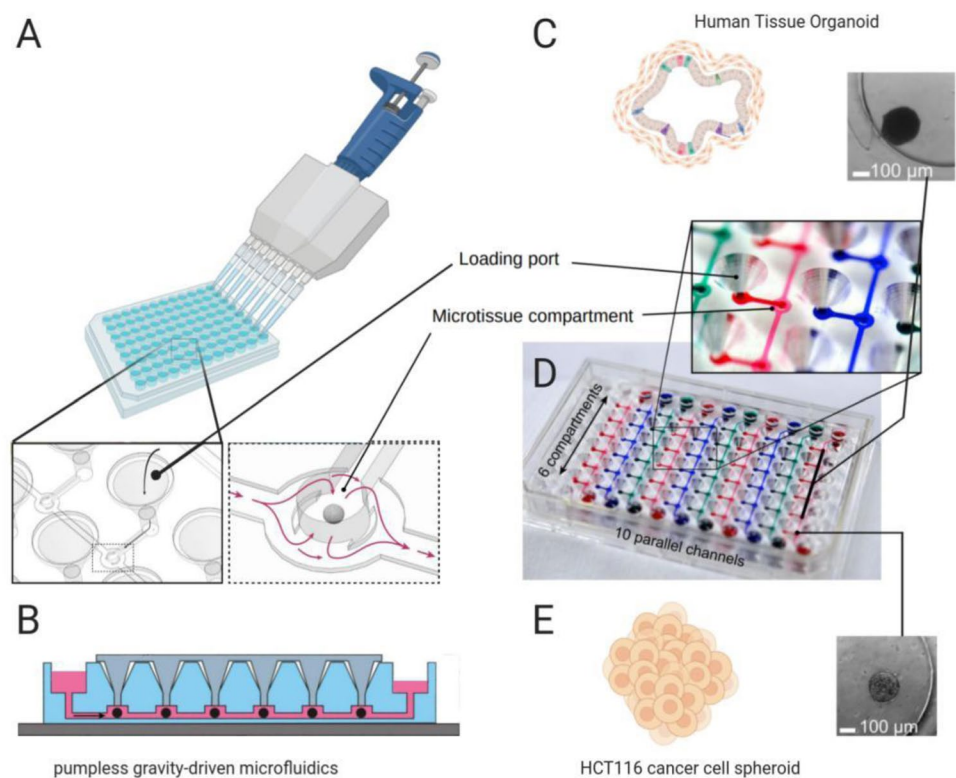 A
C
Human Tissue Organoid
100 µm
Loading port
Microtissue compartment
D
6 compartments
10 parallel channels
B
pumpless gravity-driven microfluidics
E
100 µm
HCT116 cancer cell spheroid